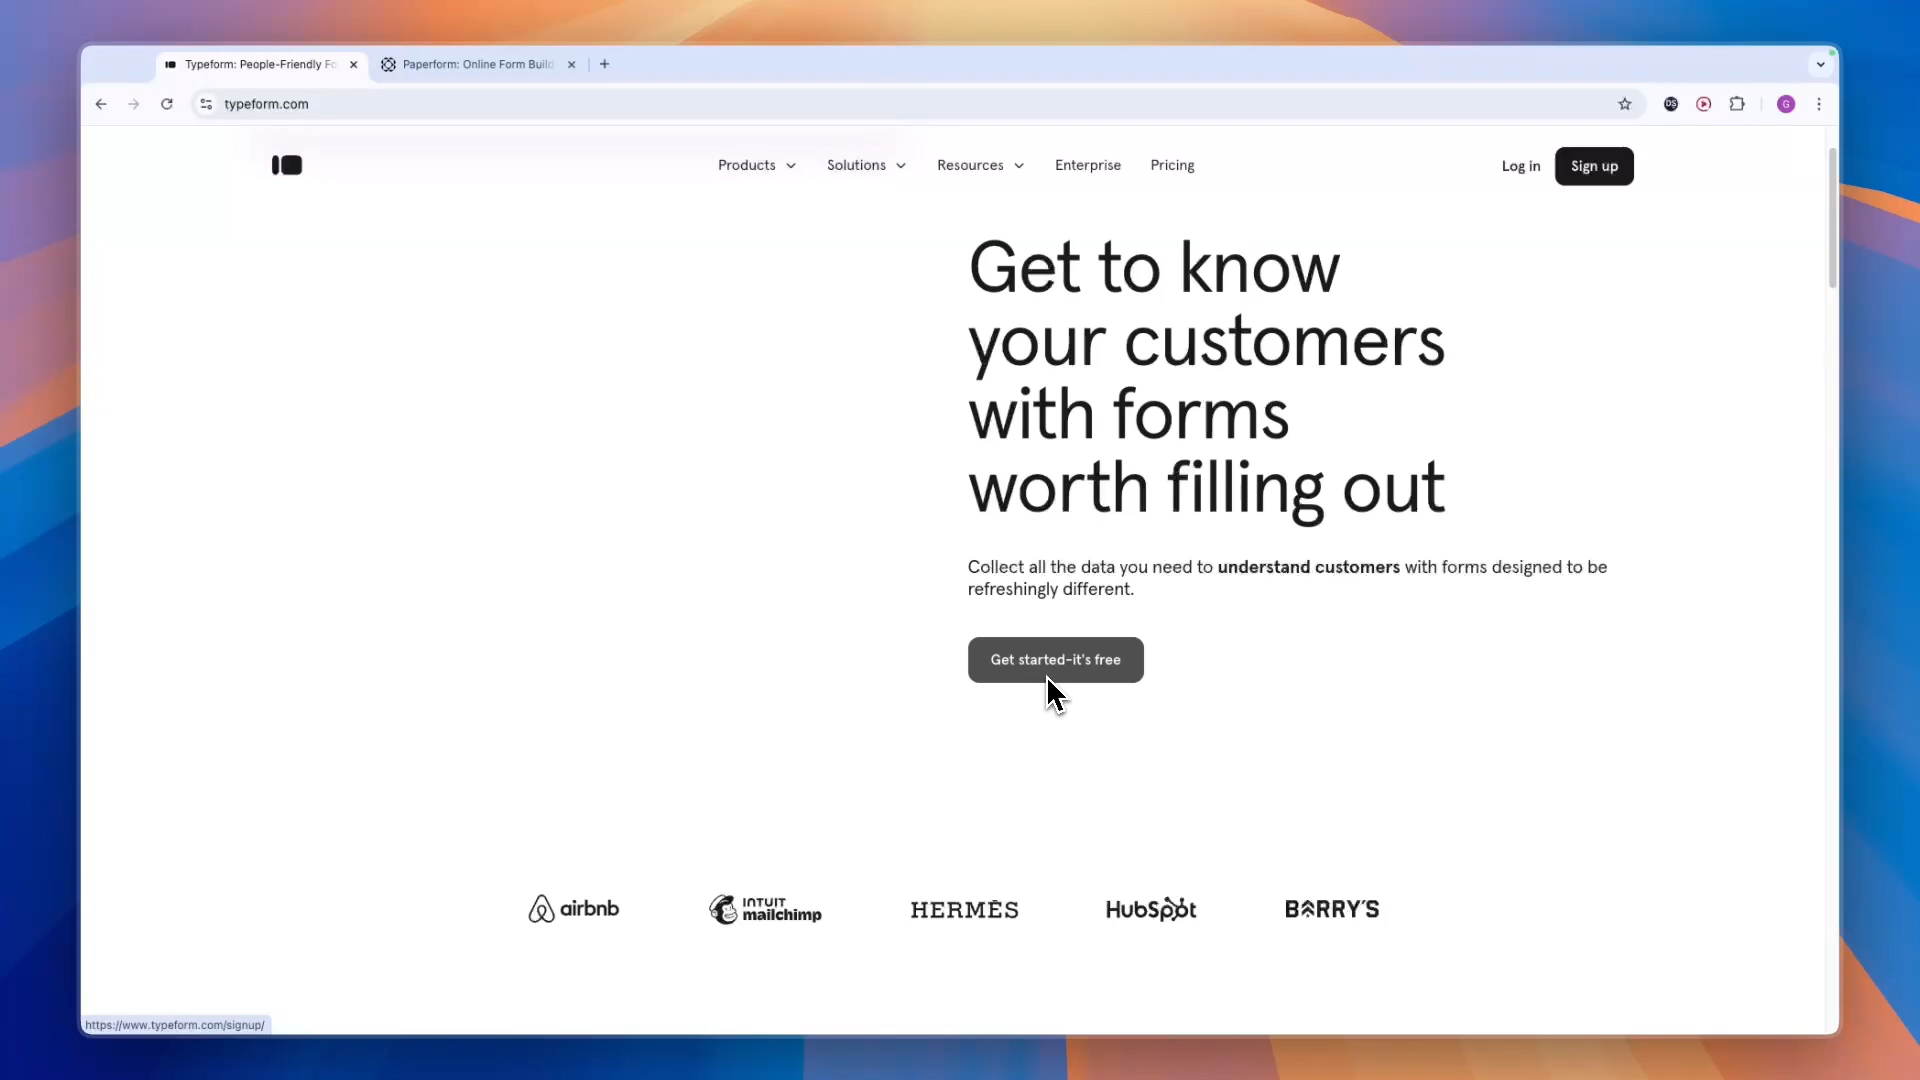 Typeform: People-Friendly Fo
Paperform: Online Form Build
typeform.com
G
Products
Solutions
Resources
Enterprise
Pricing
Log in
Sign up
Get to know
your customers
with forms
worth filling out
Collect all the data you need to understand customers with forms designed to be
refreshingly different.
Get started-it's free
airbnb
INTUIT
mailchimp
HERMÈS
HubSpot
BARRY'S
https://www.typeform.com/signup/